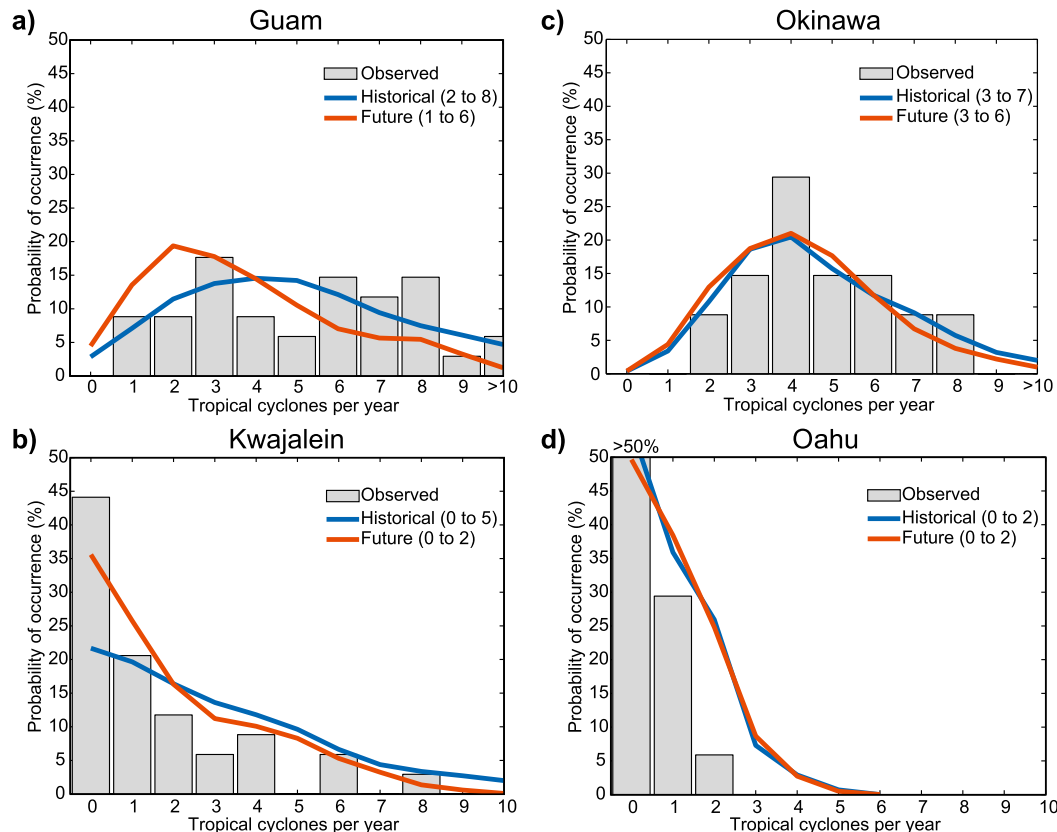 a) Guam
Probability of occurrence (%)
50
45
40
35
30
25
20
15
10
5
0
Observed
Historical (2 to 8)
Future (1 to 6)
0 1 2 3 4 5 6 7 8 9 >10
Tropical cyclones per year
c) Okinawa
Probability of occurrence (%)
50
45
40
35
30
25
20
15
10
5
0
Observed
Historical (3 to 7)
Future (3 to 6)
0 1 2 3 4 5 6 7 8 9 >10
Tropical cyclones per year
b) Kwajalein
Probability of occurrence (%)
45
40
35
30
25
20
15
10
5
0
Observed
Historical (0 to 5)
Future (0 to 2)
0 1 2 3 4 5 6 7 8 9 10
Tropical cyclones per year
d) Oahu
>50%
Probability of occurrence (%)
50
45
40
35
30
25
20
15
10
5
0
Observed
Historical (0 to 2)
Future (0 to 2)
0 1 2 3 4 5 6 7 8 9 10
Tropical cyclones per year